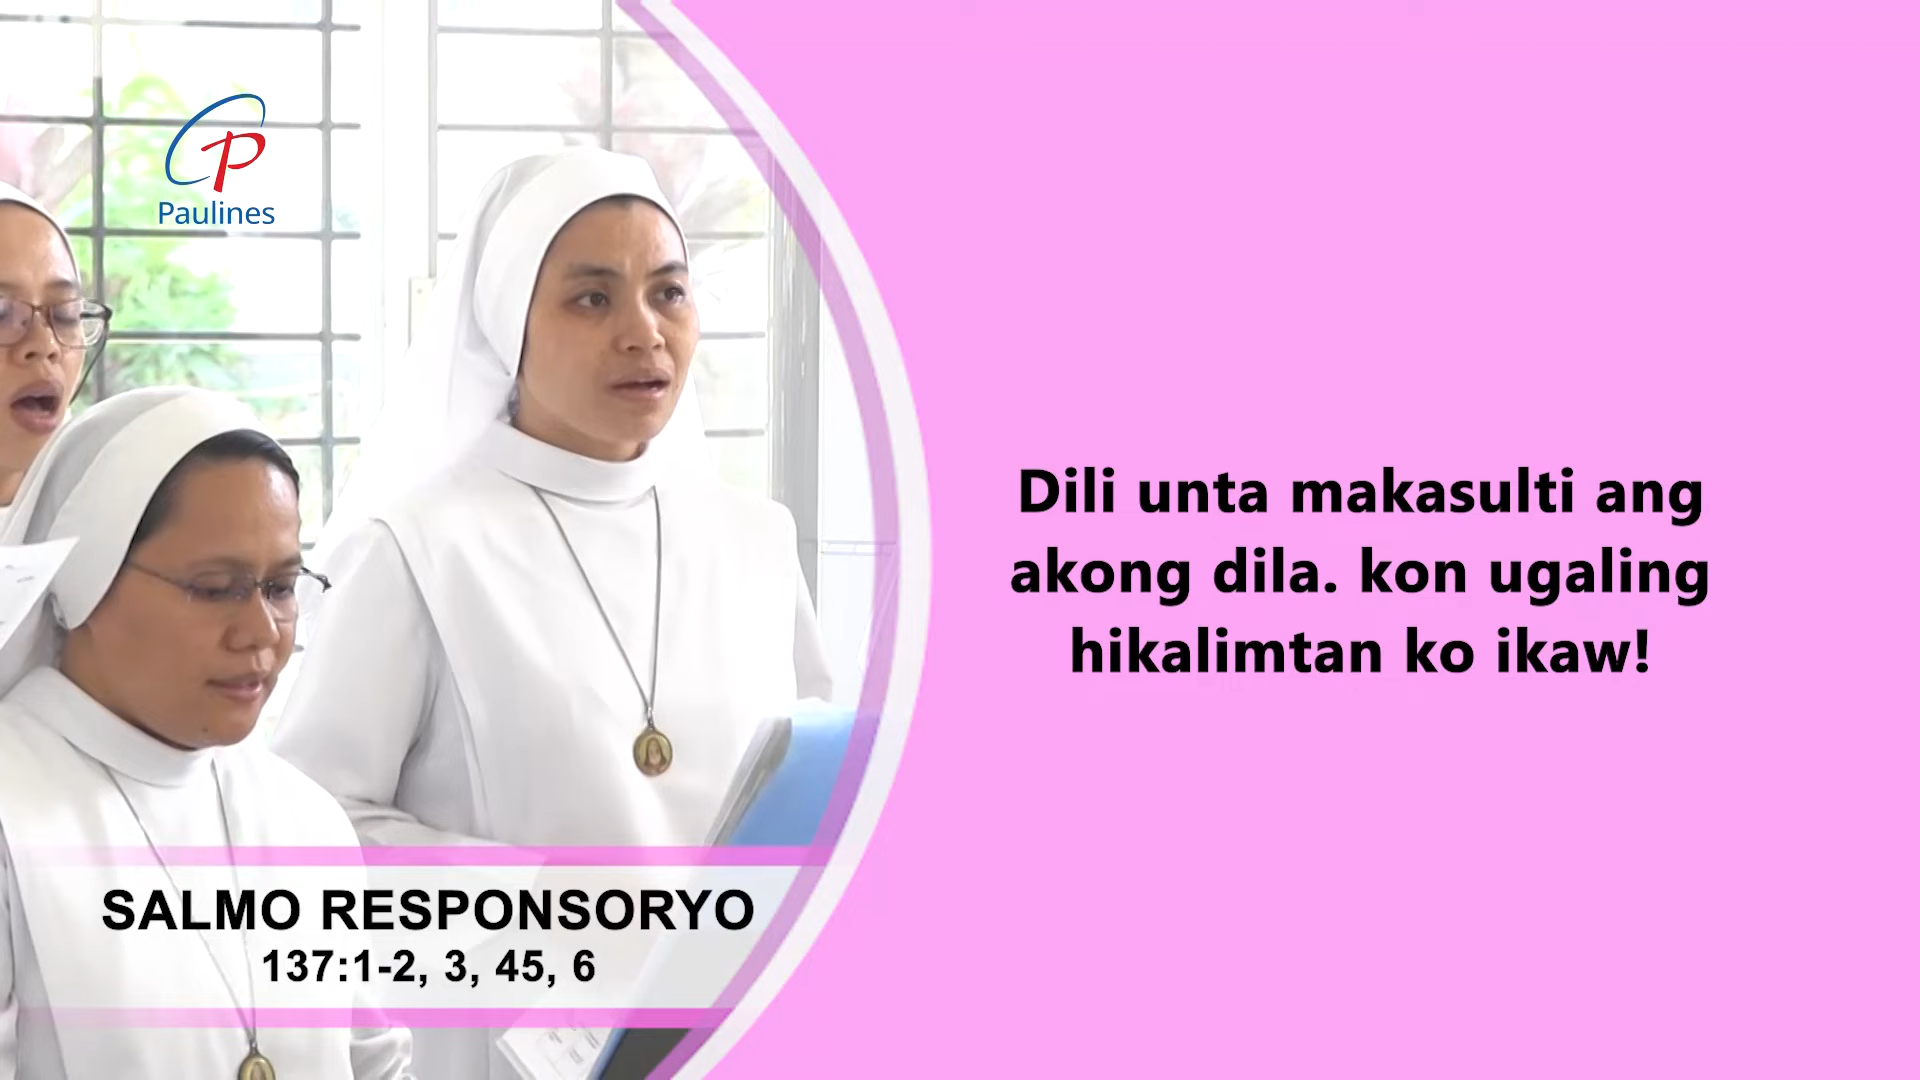 Paulines
Dili unta makasulti ang
akong dila. kon ugaling
hikalimtan ko ikaw!
SALMO RESPONSORYO
137:1-2, 3, 45, 6